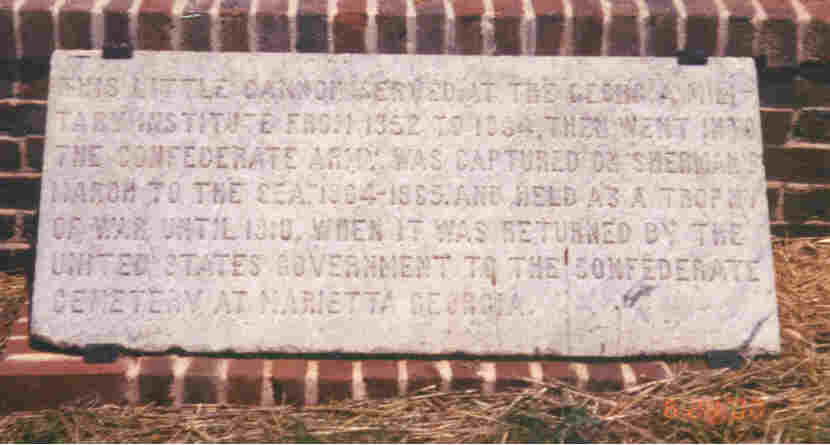 THIS LITTLE CANNON SERVED AT THE GEORGIA MILI-
TARY INSTITUTE FROM 1852 TO 1864, THEN WENT INTO
THE CONFEDERATE ARMY, WAS CAPTURED ON SHERMAN'S
MARCH TO THE SEA, 1864-1865, AND HELD AS A TROPHY
OF WAR UNTIL 1910, WHEN IT WAS RETURNED BY THE
UNITED STATES GOVERNMENT TO THE CONFEDERATE
CEMETERY AT MARIETTA GEORGIA.